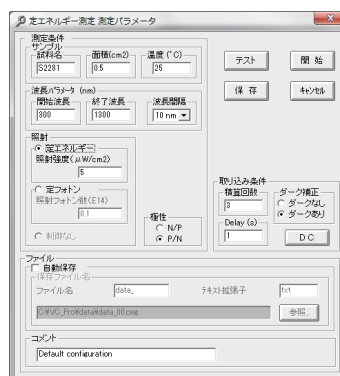 定エネルギー測定 測定パラメータ
測定条件
サンプル
試料名 面積(cm2) 温度(℃)
S2281 0.5 25
テスト 開始
波長パラメータ (nm)
開始波長 終了波長 波長間隔
300 1300 10 nm
保存 キャンセル
照射
定エネルギー
照射強度(μW/cm2)
5
定フォトン
照射フォトン数(E14)
0.1
制御なし
極性
N/P
P/N
取り込み条件
積算回数 ダーク補正
3 ダークなし
ダークあり
Delay (s)
1 DC
ファイル
自動保存
保存ファイル名
ファイル名 data_ テキスト拡張子 txt
C:¥VC_Pro¥data¥data_00.ceg 参照..
コメント
Default configuration